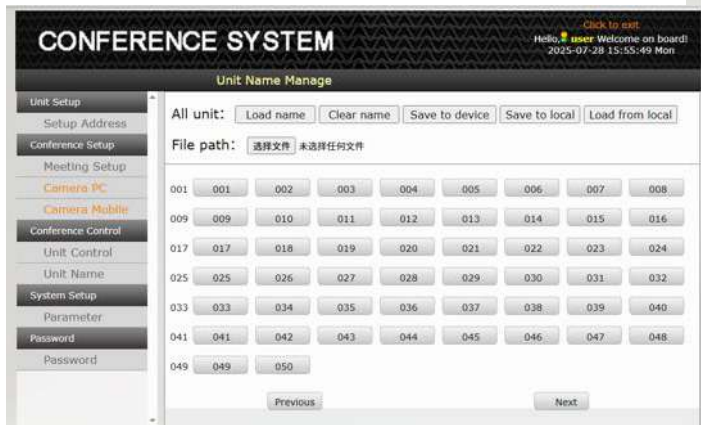 CONFERENCE SYSTEM
Click to exit
Hello, user Welcome on board!
2025-07-28 15:55:49 Mon
Unit Name Manage
Unit Setup
Setup Address
Conference Setup
Meeting Setup
Camera PC
Camera Mobile
Conference Control
Unit Control
Unit Name
System Setup
Parameter
Password
Password
All unit: Load name Clear name Save to device Save to local Load from local
File path: 选择文件 未选择任何文件
001 001 002 003 004 005 006 007 008
009 009 010 011 012 013 014 015 016
017 017 018 019 020 021 022 023 024
025 025 026 027 028 029 030 031 032
033 033 034 035 036 037 038 039 040
041 041 042 043 044 045 046 047 048
049 049 050
Previous Next